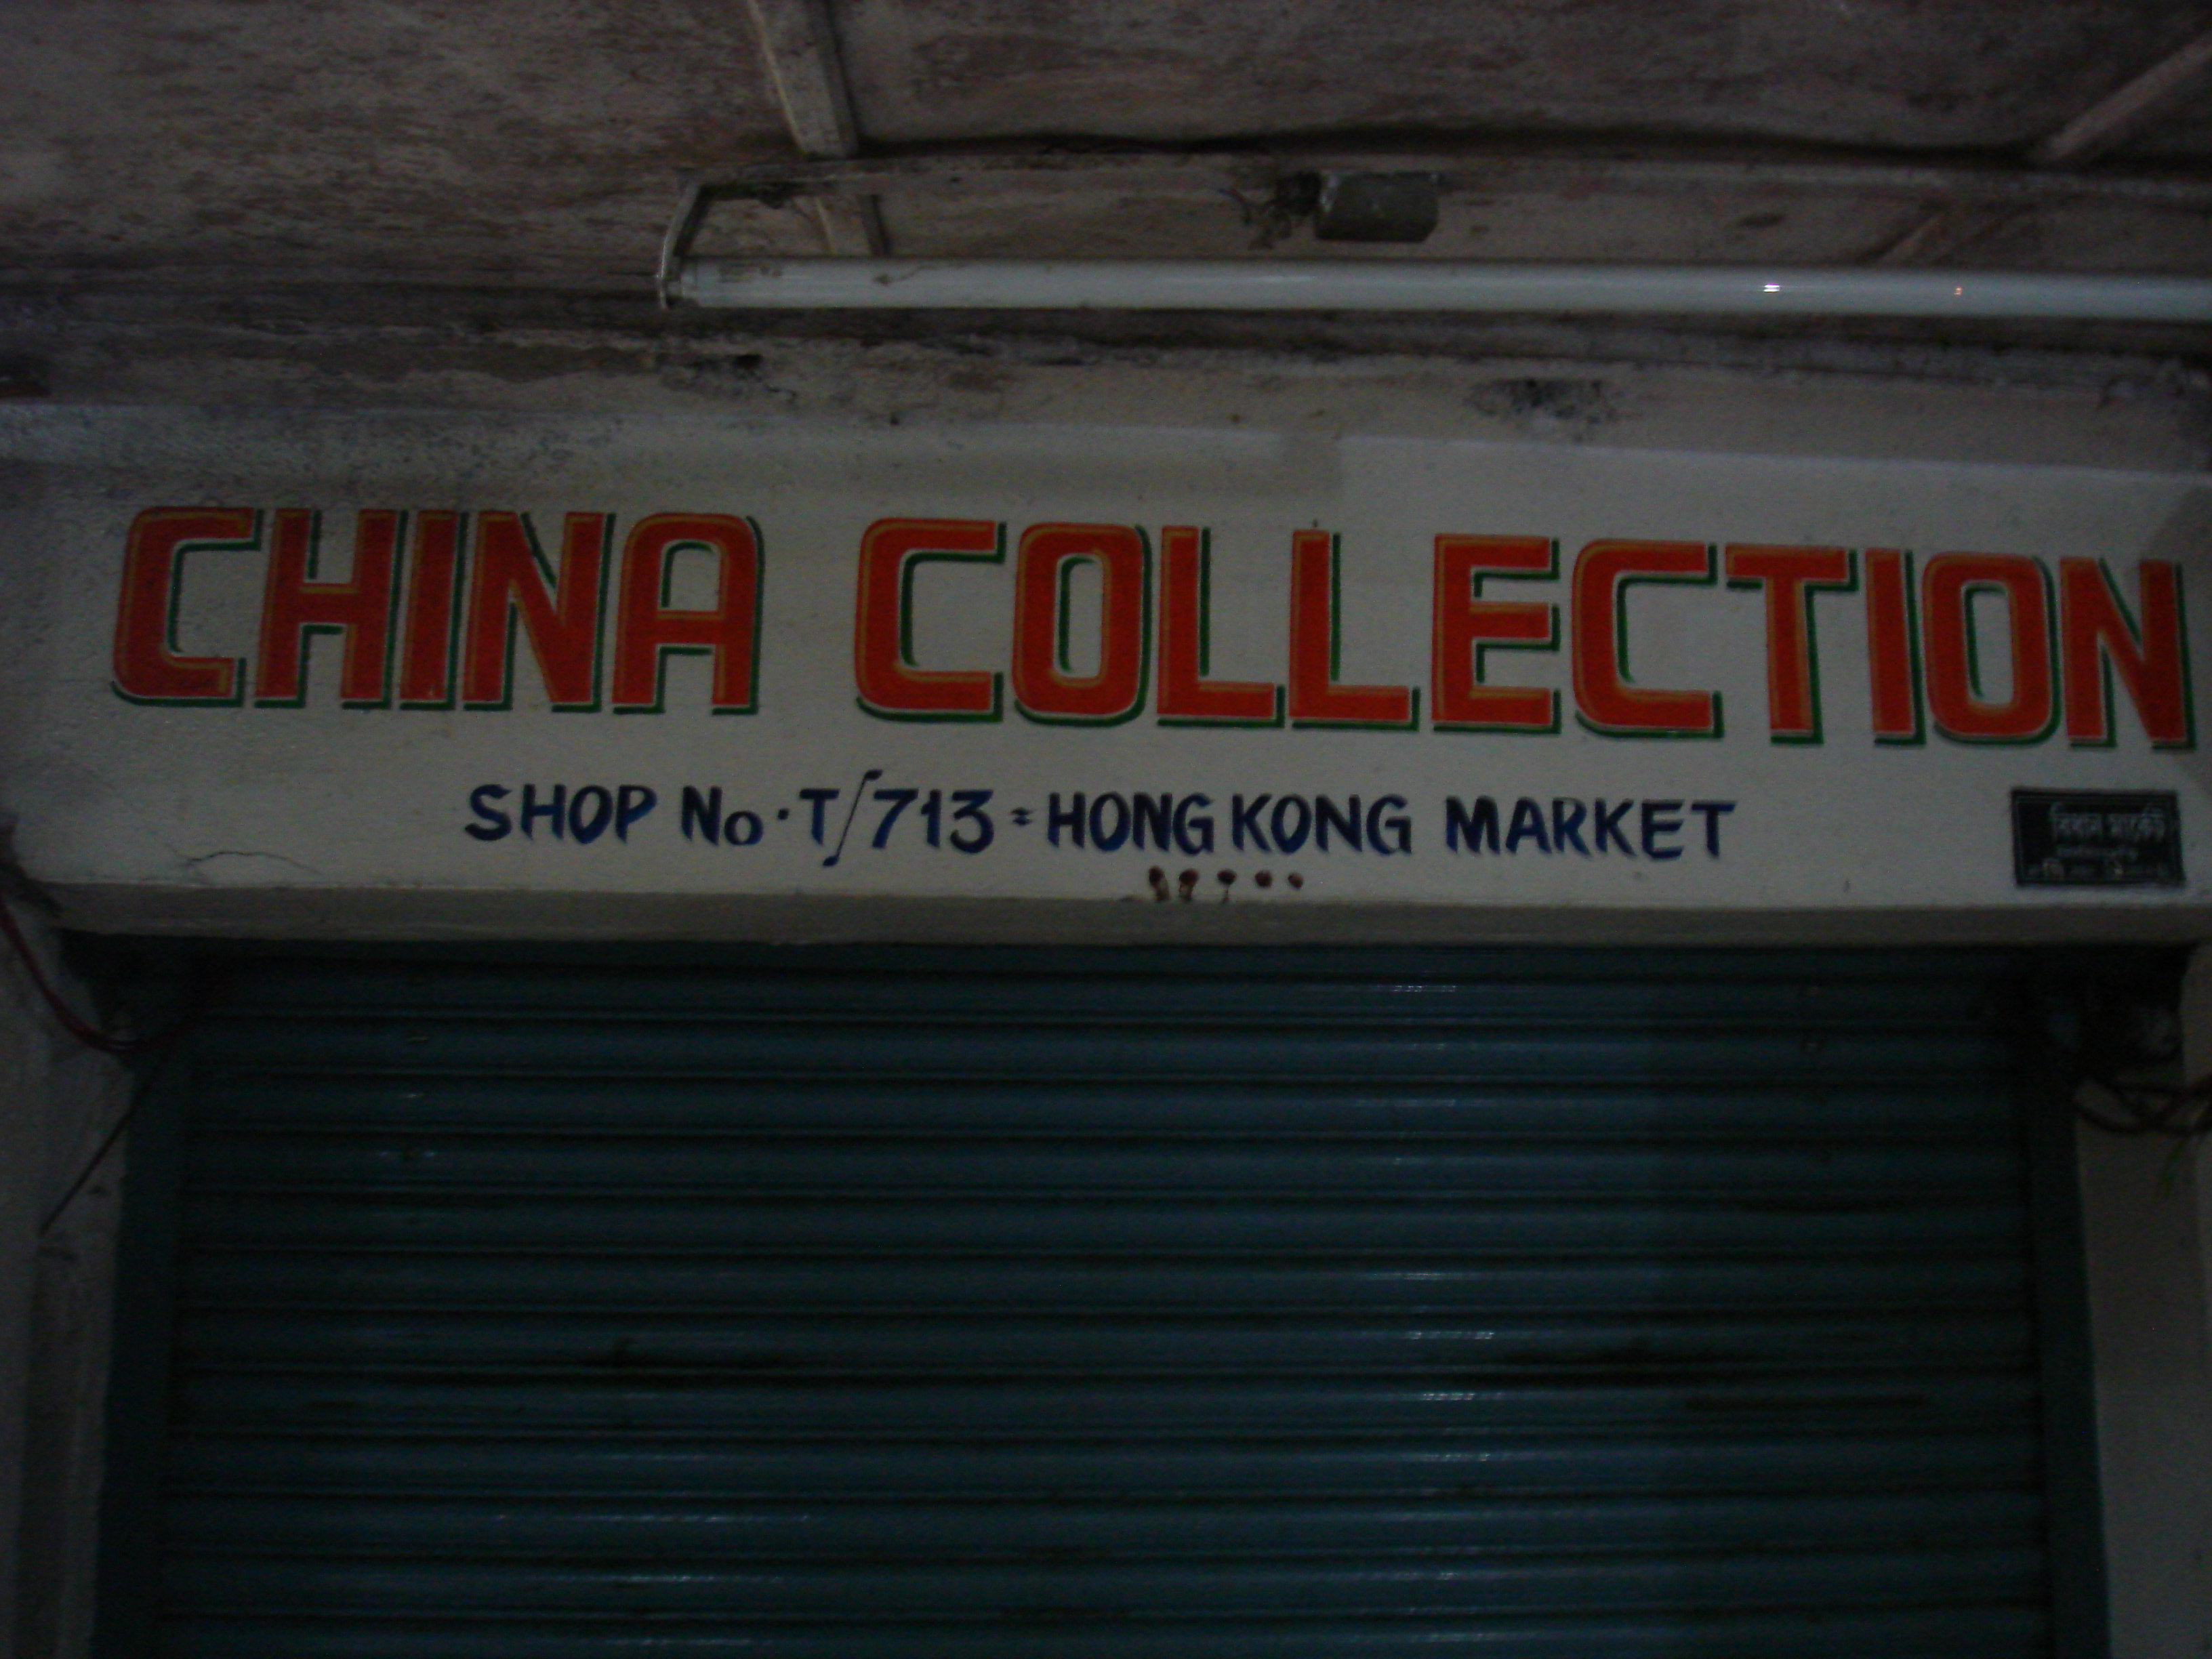 CHINA COLLECTION
SHOP No. T/713 = HONG KONG MARKET
বিধান মার্কেট